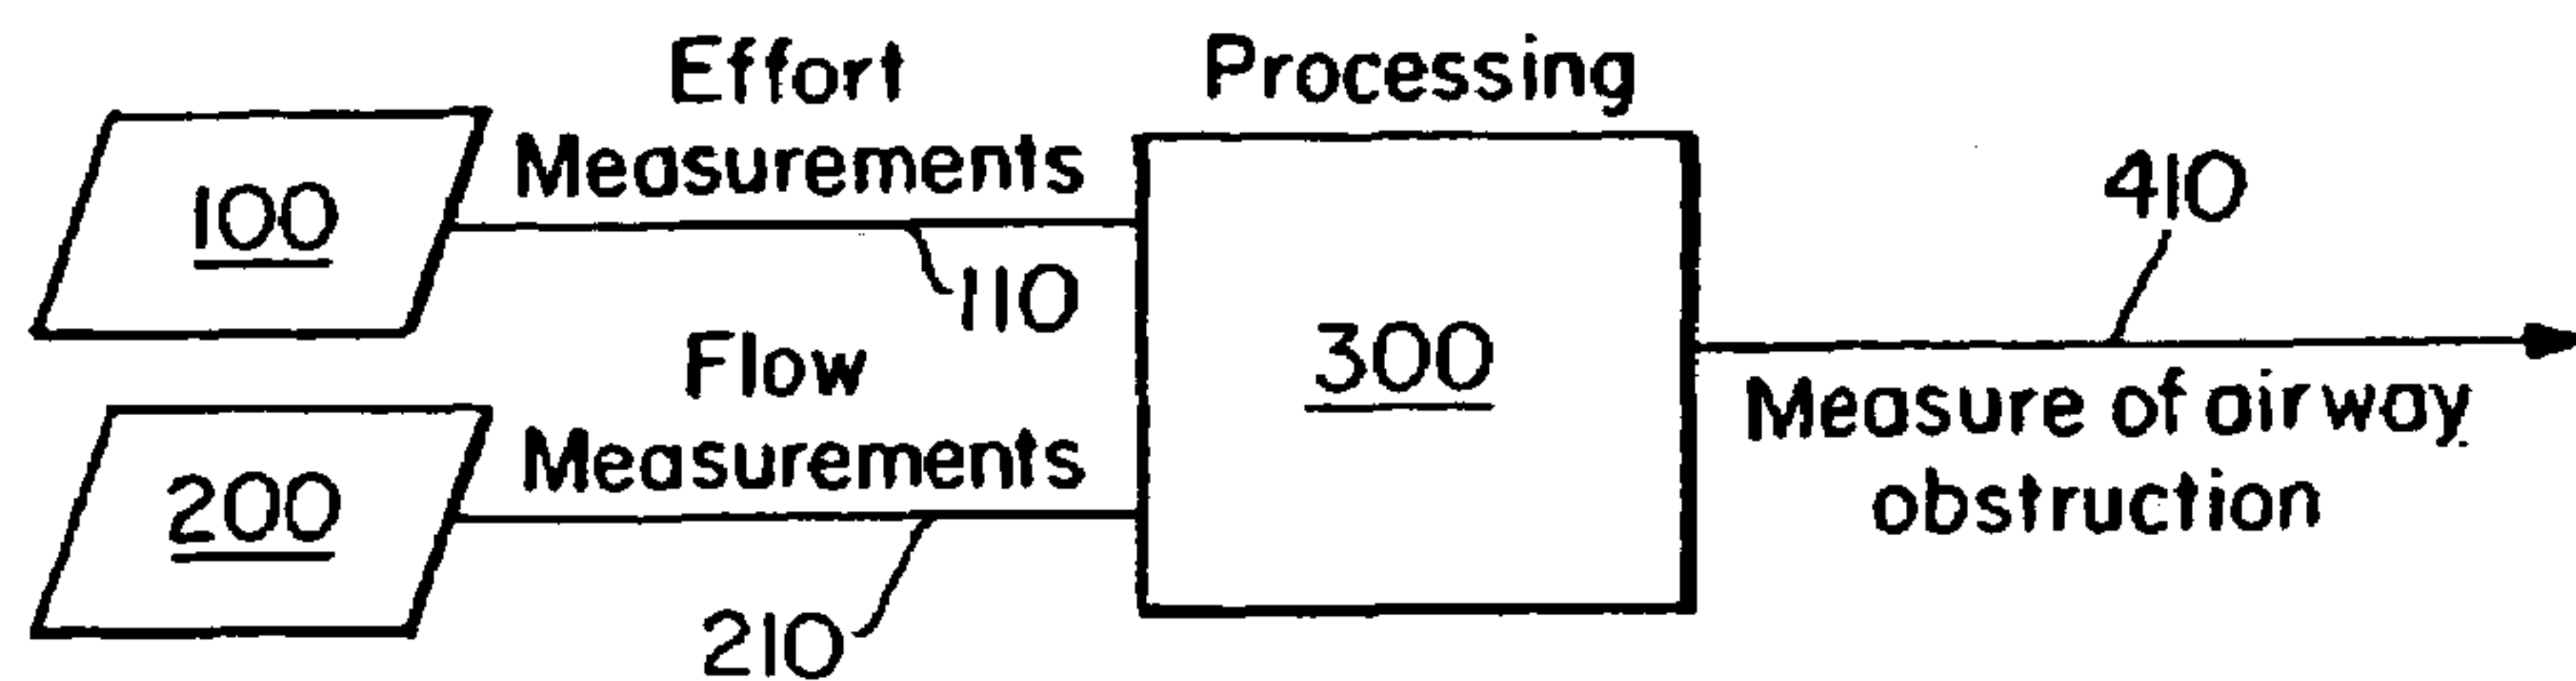 Effort
Measurements
Processing
100
110
410
Flow
Measurements
300
200
210
Measure of airway
obstruction